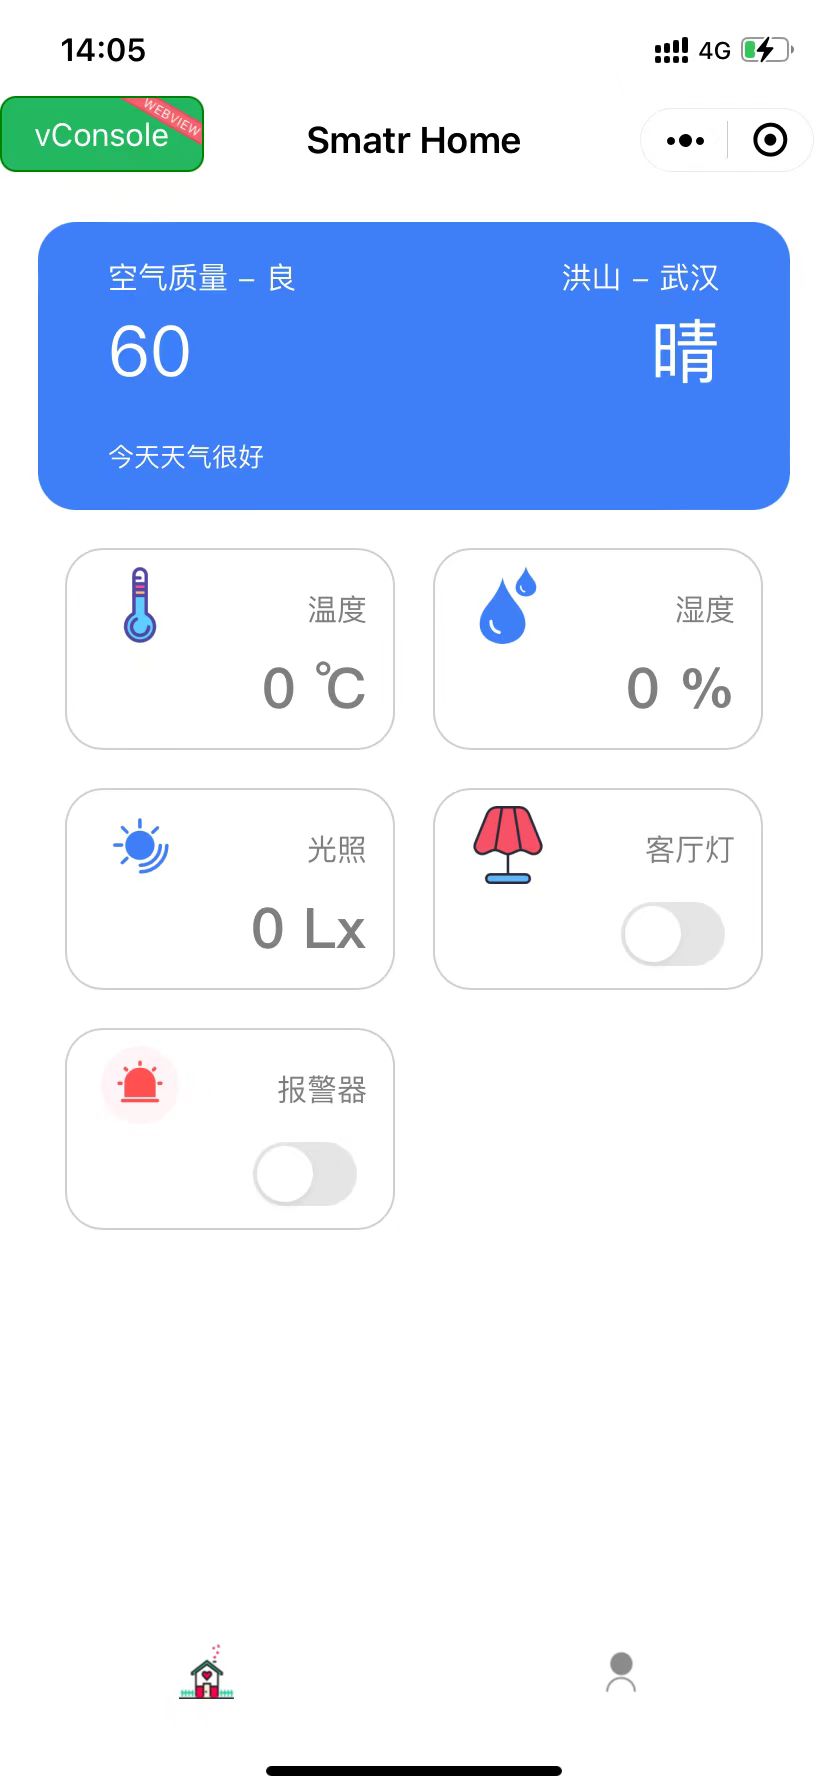 14:05
4G
vConsole
WEBVIEW
Smatr Home
空气质量 – 良
洪山 – 武汉
60
晴
今天天气很好
温度
0 ℃
湿度
0 %
光照
0 Lx
客厅灯
报警器